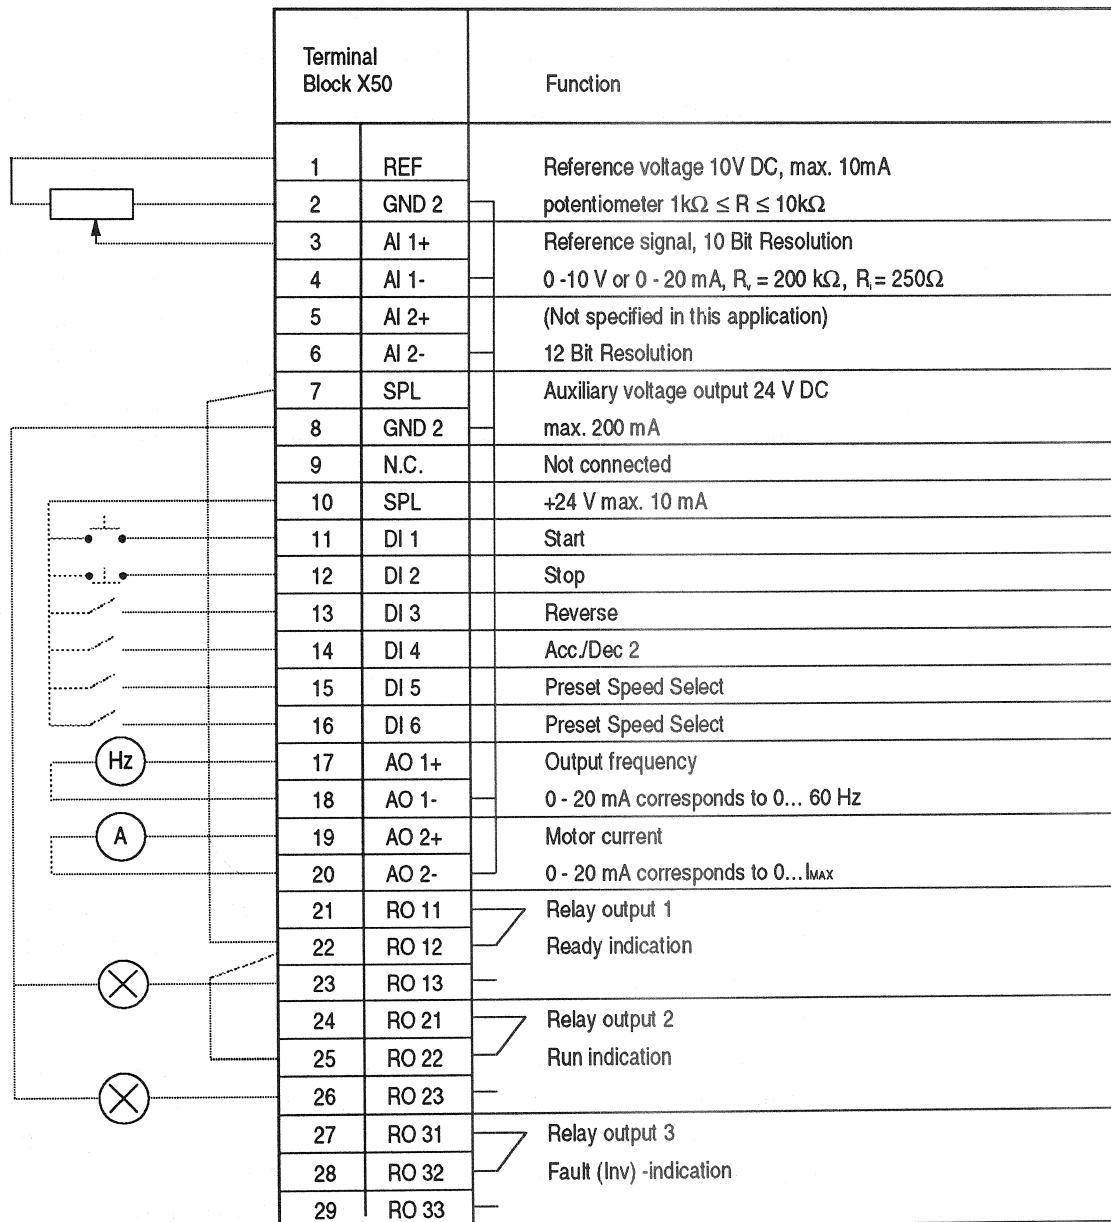 Terminal
Block X50 Function
1 REF Reference voltage 10V DC, max. 10mA
2 GND 2 potentiometer 1kΩ ≤ R ≤ 10kΩ
3 AI 1+ Reference signal, 10 Bit Resolution
4 AI 1- 0 -10 V or 0 - 20 mA, Rv = 200 kΩ, Ri = 250Ω
5 AI 2+ (Not specified in this application)
6 AI 2- 12 Bit Resolution
7 SPL Auxiliary voltage output 24 V DC
8 GND 2 max. 200 mA
9 N.C. Not connected
10 SPL +24 V max. 10 mA
11 DI 1 Start
12 DI 2 Stop
13 DI 3 Reverse
14 DI 4 Acc./Dec 2
15 DI 5 Preset Speed Select
16 DI 6 Preset Speed Select
Hz 17 AO 1+ Output frequency
18 AO 1- 0 - 20 mA corresponds to 0... 60 Hz
A 19 AO 2+ Motor current
20 AO 2- 0 - 20 mA corresponds to 0...IMAX
21 RO 11 Relay output 1
22 RO 12 Ready indication
23 RO 13
24 RO 21 Relay output 2
25 RO 22 Run indication
26 RO 23
27 RO 31 Relay output 3
28 RO 32 Fault (Inv) -indication
29 RO 33